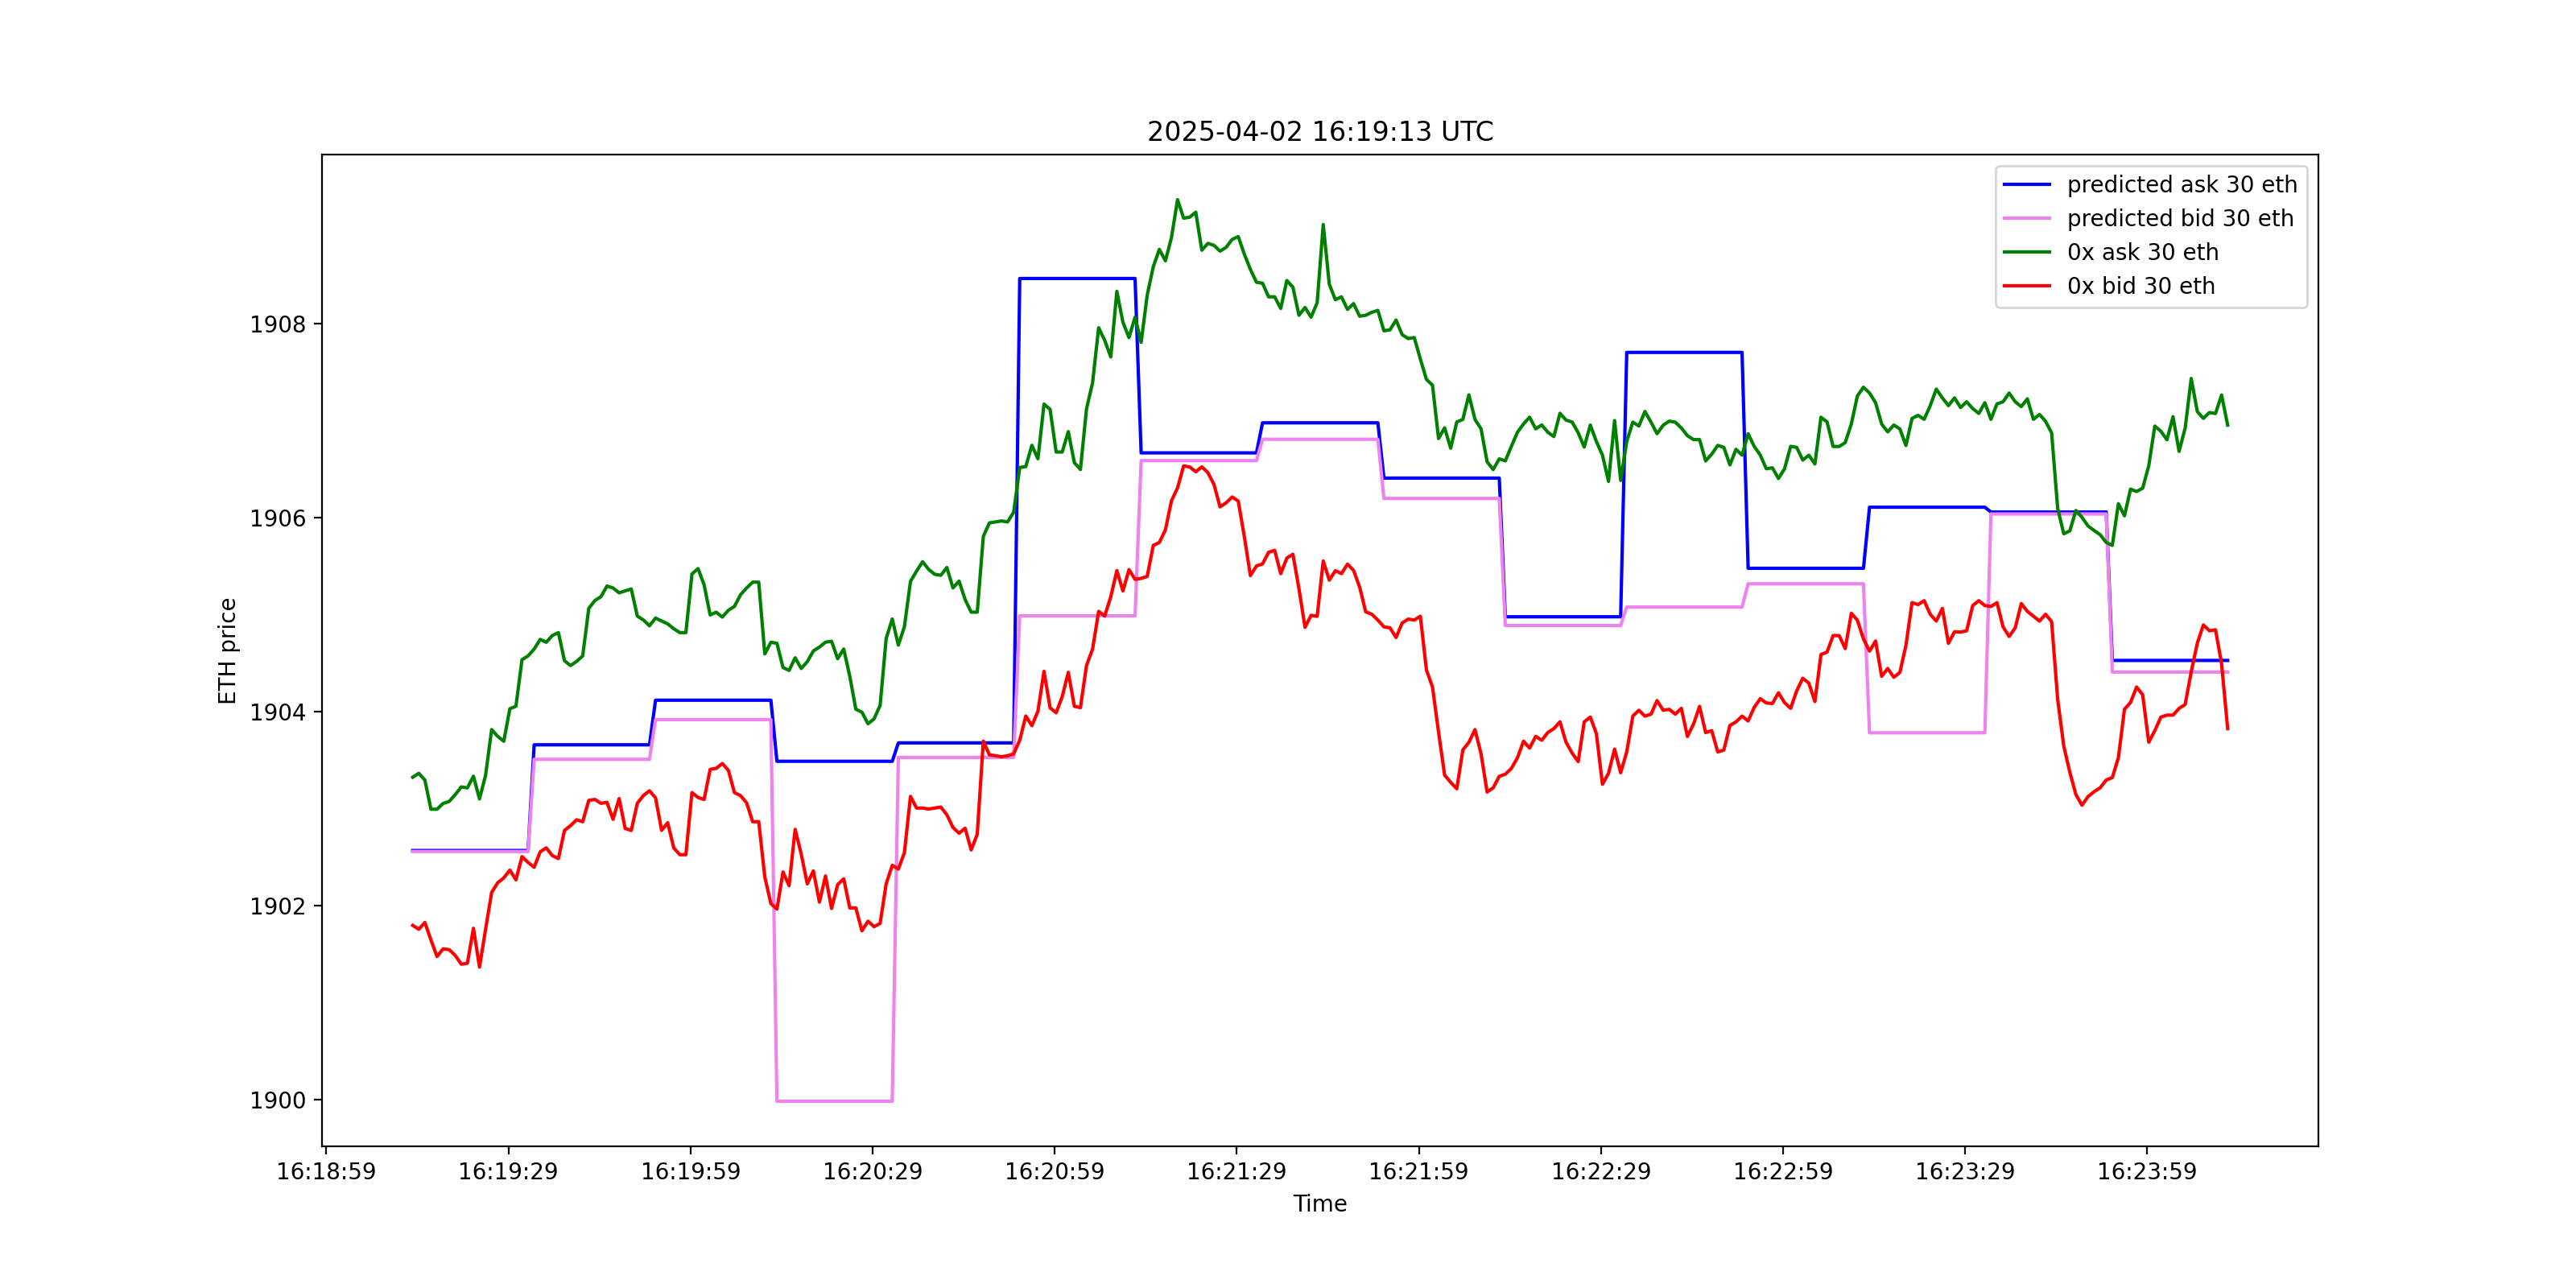 2025-04-02 16:19:13 UTC
predicted ask 30 eth
predicted bid 30 eth
0x ask 30 eth
0x bid 30 eth
1908
1906
1904
1902
1900
ETH price
16:18:59 16:19:29 16:19:59 16:20:29 16:20:59 16:21:29 16:21:59 16:22:29 16:22:59 16:23:29 16:23:59
Time